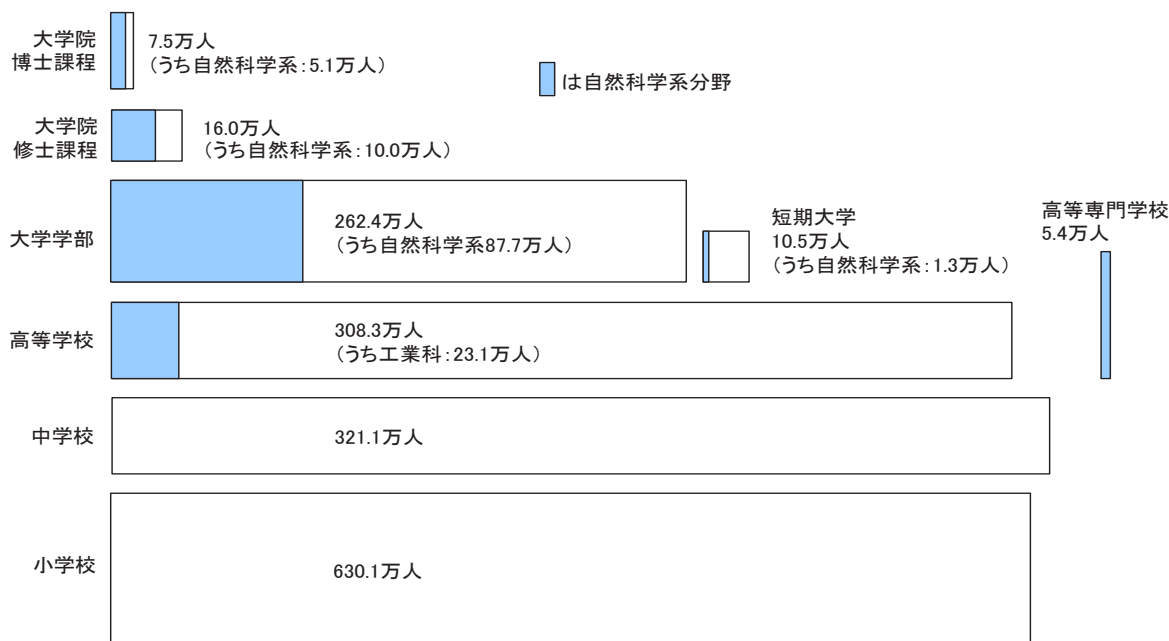 大学院
博士課程
7.5万人
（うち自然科学系：5.1万人）
は自然科学系分野
大学院
修士課程
16.0万人
（うち自然科学系：10.0万人）
大学学部
262.4万人
（うち自然科学系87.7万人）
短期大学
10.5万人
（うち自然科学系：1.3万人）
高等専門学校
5.4万人
高等学校
308.3万人
（うち工業科：23.1万人）
中学校
321.1万人
小学校
630.1万人